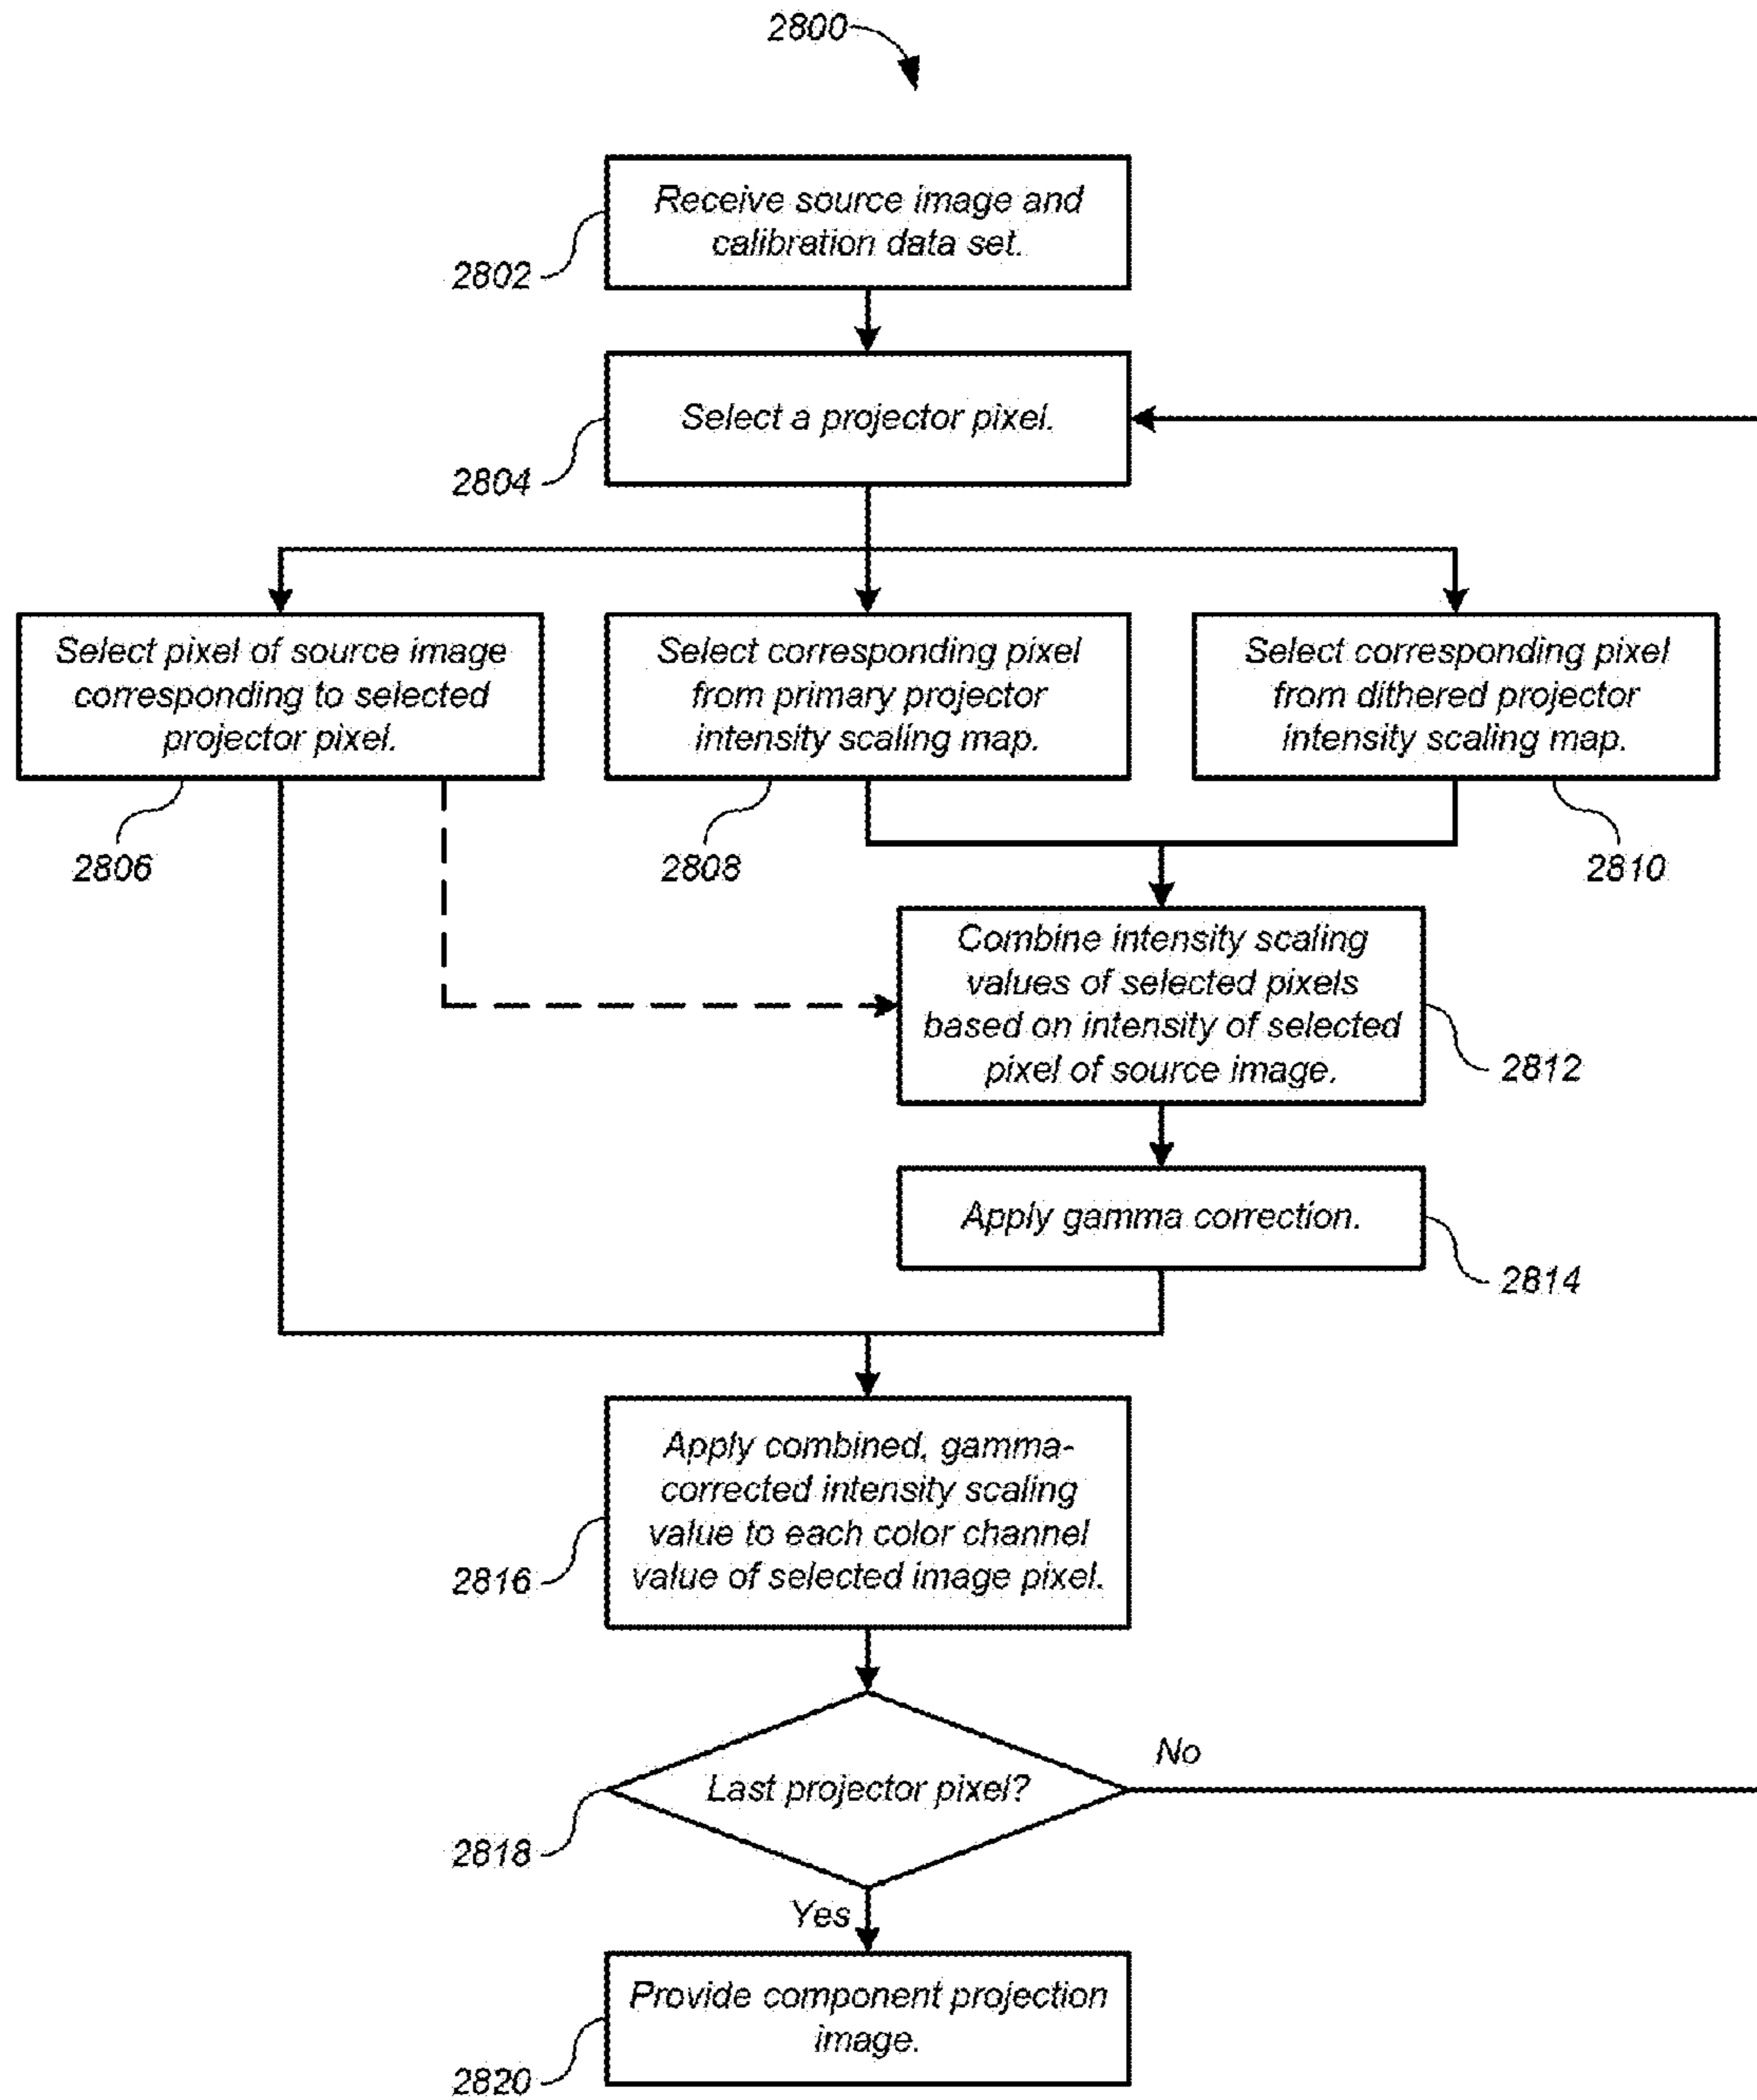 2800
Receive source image and
calibration data set.
2802
Select a projector pixel.
2804
Select pixel of source image
corresponding to selected
projector pixel.
2806
Select corresponding pixel
from primary projector
intensity scaling map.
2808
Select corresponding pixel
from dithered projector
intensity scaling map.
2810
Combine intensity scaling
values of selected pixels
based on intensity of selected
pixel of source image.
2812
Apply gamma correction.
2814
Apply combined, gamma-
corrected intensity scaling
value to each color channel
value of selected image pixel.
2816
Last projector pixel?
No
2818
Yes
Provide component projection
image.
2820